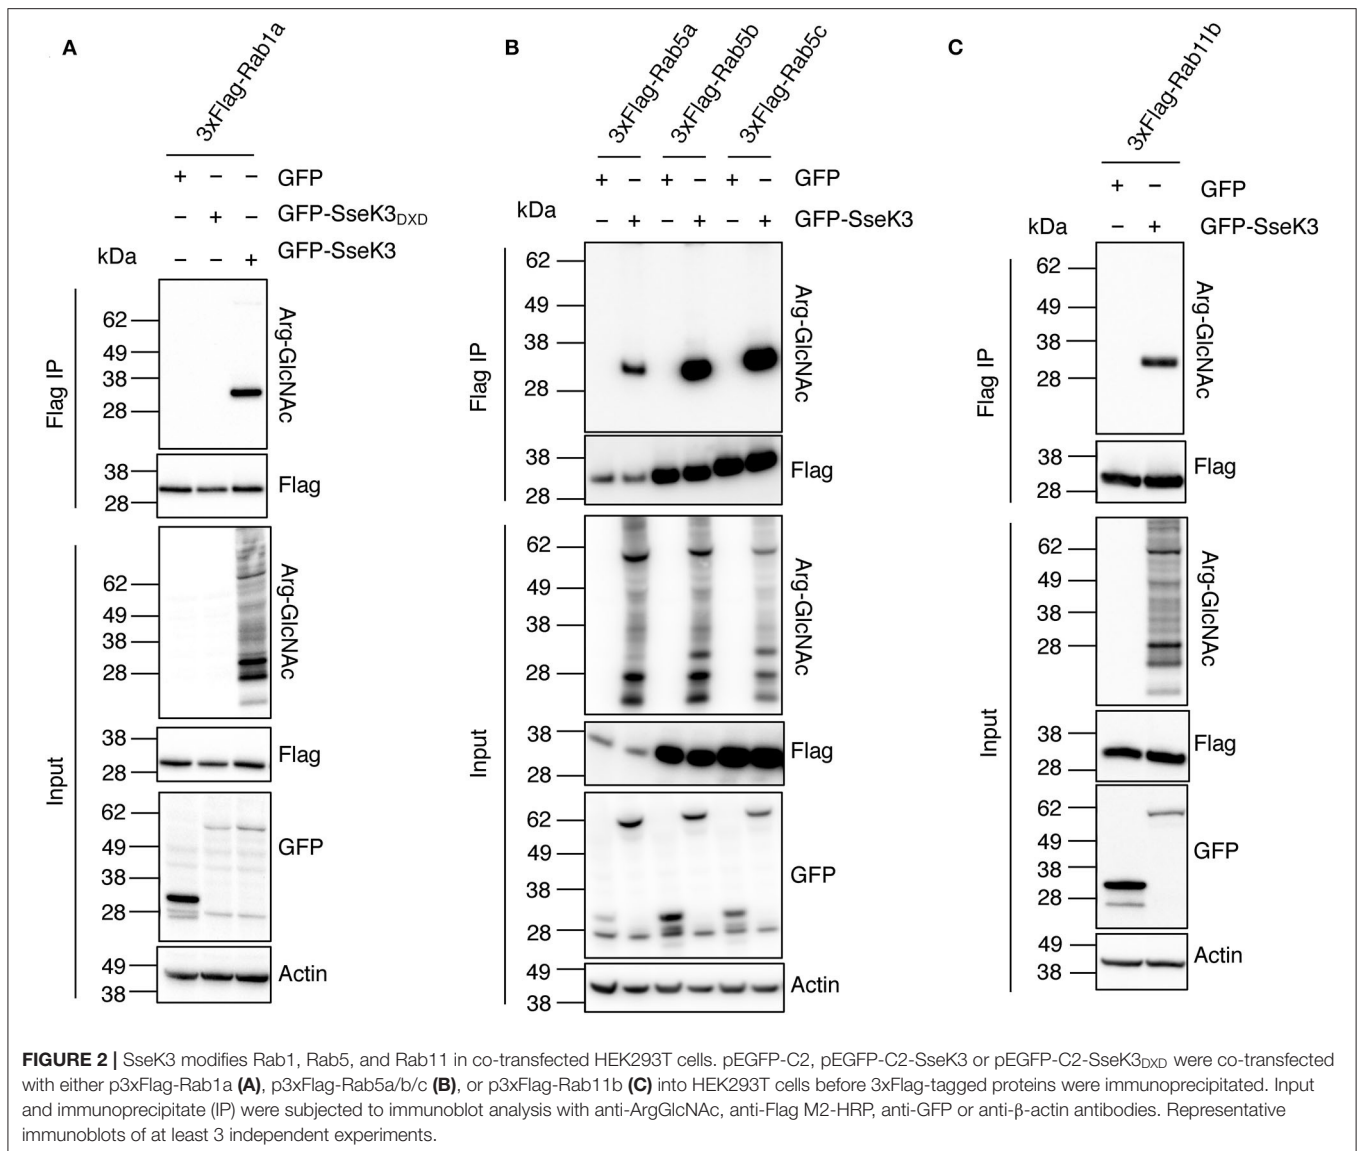 A
3xFlag-Rab1a
+ – – GFP
– + – GFP-SseK3DXD
kDa – – + GFP-SseK3
Flag IP
62
49
38
28
Arg-GlcNAc
38
28
Flag
Input
62
49
38
28
Arg-GlcNAc
38
28
Flag
62
49
38
28
GFP
49
38
Actin
B
3xFlag-Rab5a
3xFlag-Rab5b
3xFlag-Rab5c
+ – + – + – GFP
kDa – + – + – + GFP-SseK3
Flag IP
62
49
38
28
Arg-GlcNAc
38
28
Flag
Input
62
49
38
28
Arg-GlcNAc
38
28
Flag
62
49
38
28
GFP
49
38
Actin
C
3xFlag-Rab11b
+ – GFP
kDa – + GFP-SseK3
Flag IP
62
49
38
28
Arg-GlcNAc
38
28
Flag
Input
62
49
38
28
Arg-GlcNAc
38
28
Flag
62
49
38
28
GFP
49
38
Actin
FIGURE 2 | SseK3 modifies Rab1, Rab5, and Rab11 in co-transfected HEK293T cells. pEGFP-C2, pEGFP-C2-SseK3 or pEGFP-C2-SseK3DXD were co-transfected
with either p3xFlag-Rab1a (A), p3xFlag-Rab5a/b/c (B), or p3xFlag-Rab11b (C) into HEK293T cells before 3xFlag-tagged proteins were immunoprecipitated. Input
and immunoprecipitate (IP) were subjected to immunoblot analysis with anti-ArgGlcNAc, anti-Flag M2-HRP, anti-GFP or anti-β-actin antibodies. Representative
immunoblots of at least 3 independent experiments.